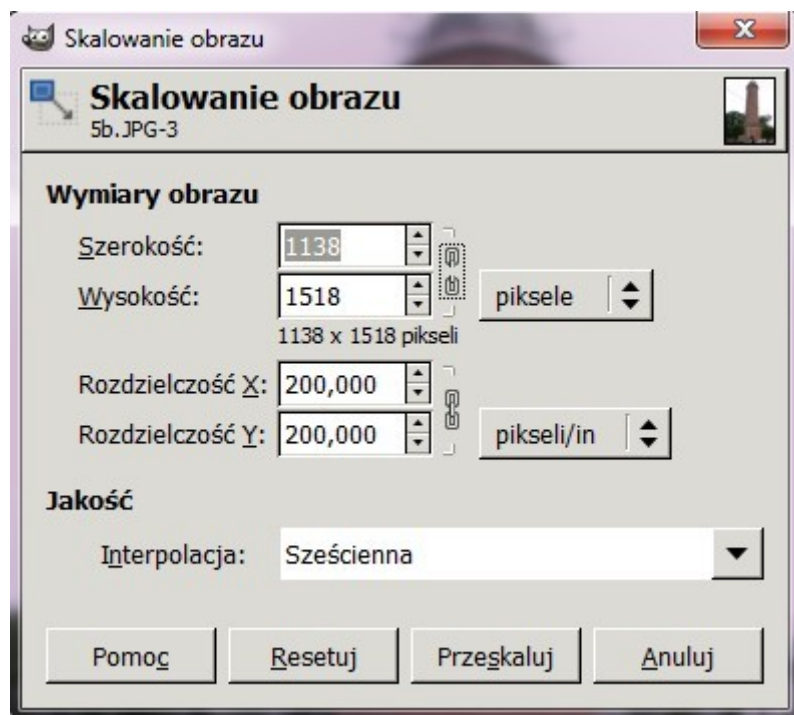 Skalowanie obrazu
Skalowanie obrazu
5b.JPG-3
Wymiary obrazu
Szerokość: 1138
Wysokość: 1518 piksele
1138 x 1518 pikseli
Rozdzielczość X: 200,000
Rozdzielczość Y: 200,000 pikseli/in
Jakość
Interpolacja: Sześcienna
Pomoc Resetuj Przeskaluj Anuluj